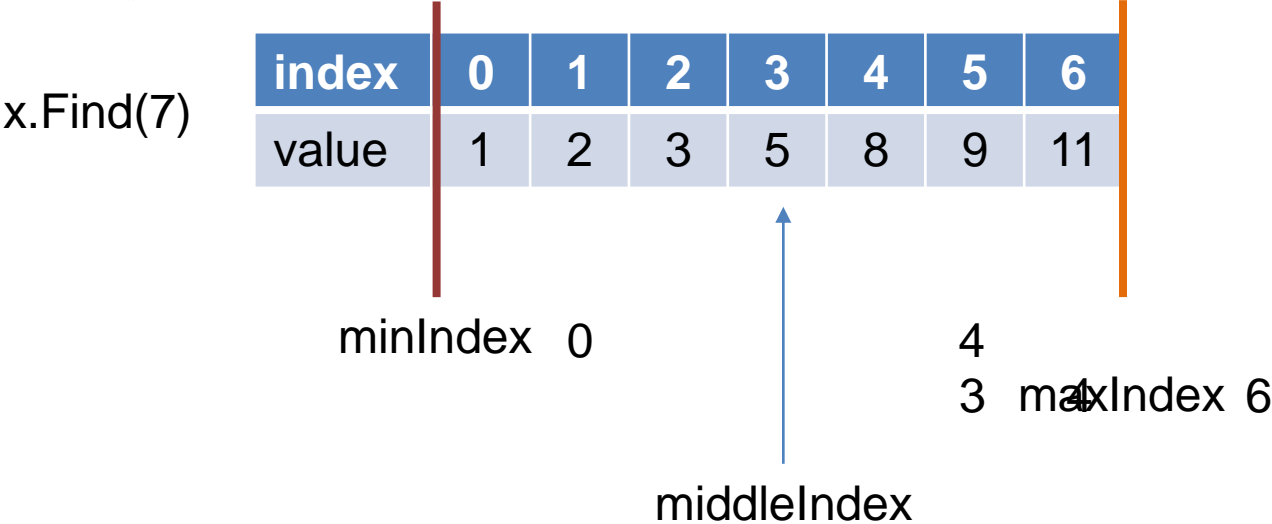 x.Find(7)
index 0 1 2 3 4 5 6
value 1 2 3 5 8 9 11
minIndex 0
4
3 maxIndex 6
4
middleIndex